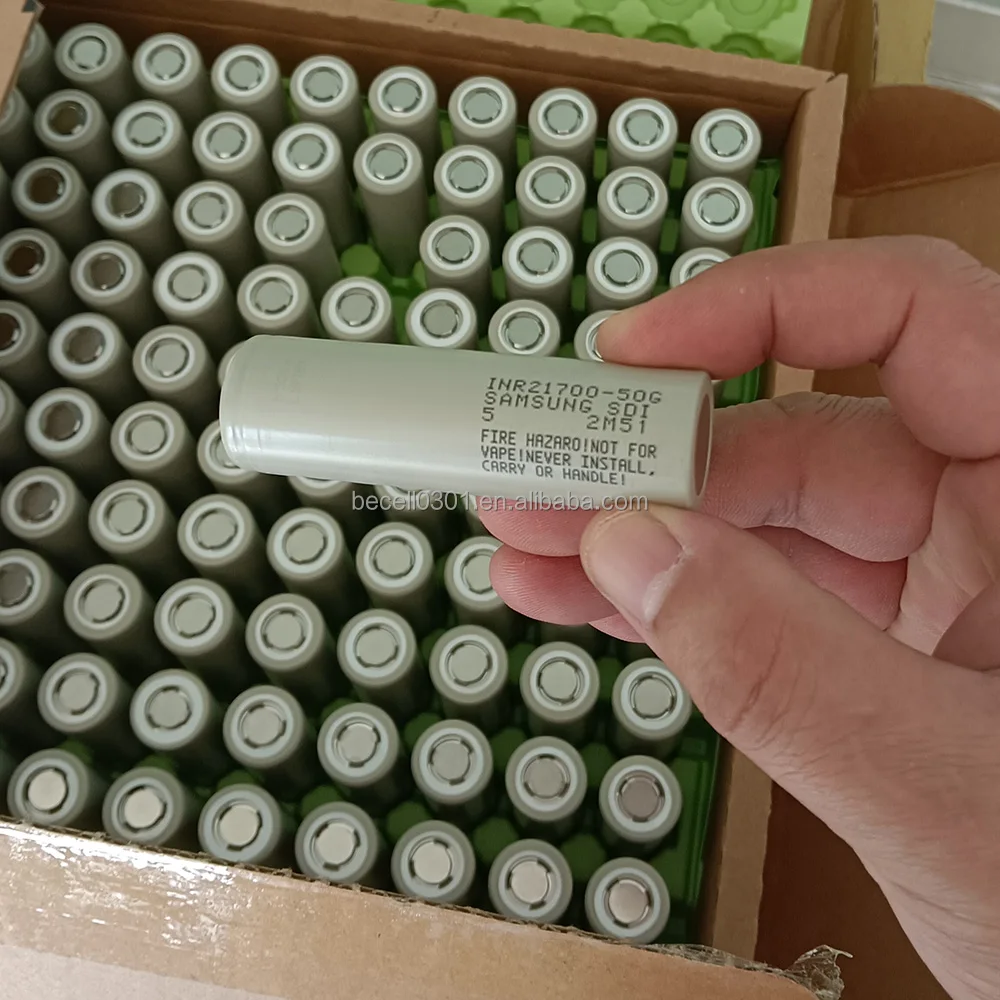 INR21700-50G
SAMSUNG SDI
5 2M51
FIRE HAZARO!NOT FOR
VAPE!NEVER INSTALL,
CARRY OR HANDLE!
becell0301.en.alibaba.com